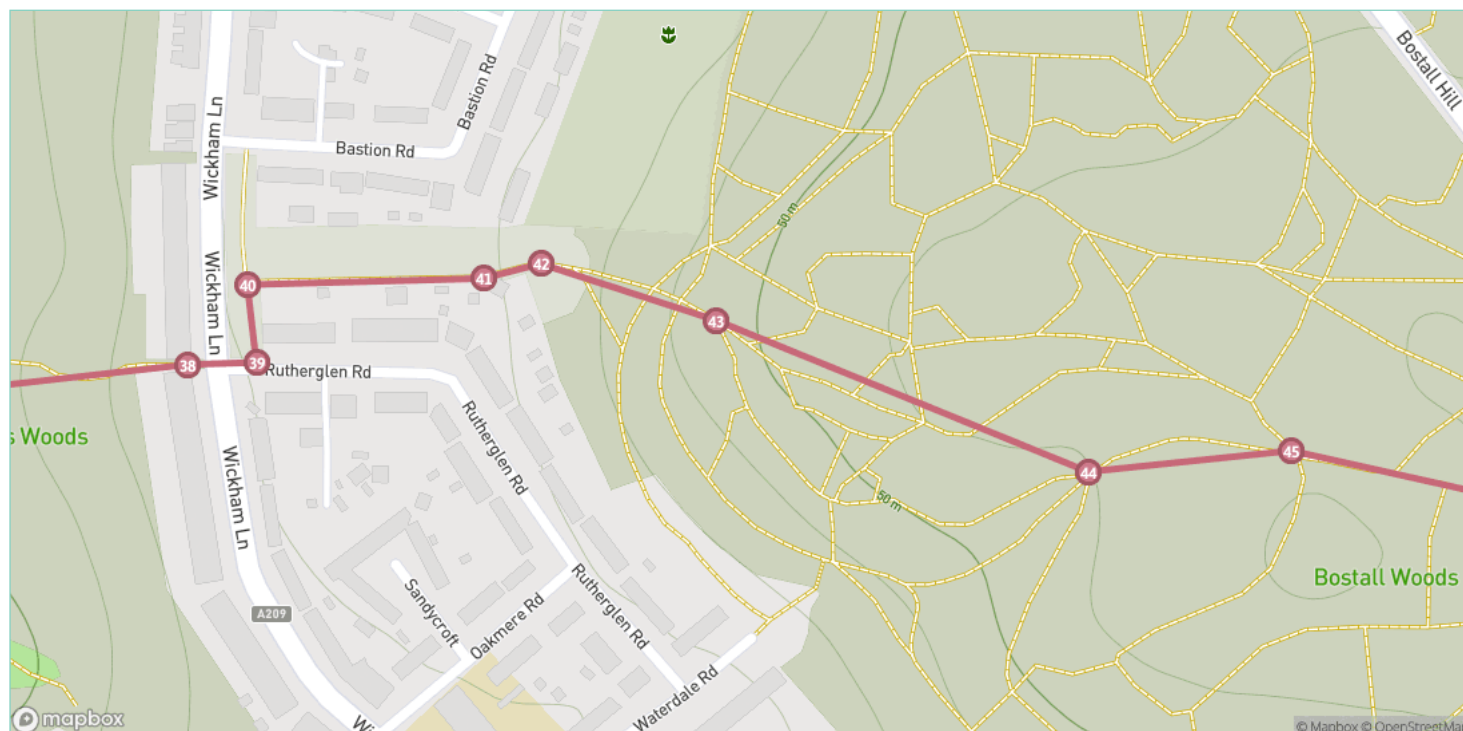 Bostall Hill
Wickham Ln
Bastion Rd
Bastion Rd
50 m
Wickham Ln
42
41
40
43
38
39
Rutherglen Rd
s Woods
Rutherglen Rd
Wickham Ln
45
44
50 m
Bostall Woods
Sandycroft
Rutherglen Rd
A209
Oakmere Rd
Waterdale Rd
Wi
mapbox
© Mapbox © OpenStreetMap